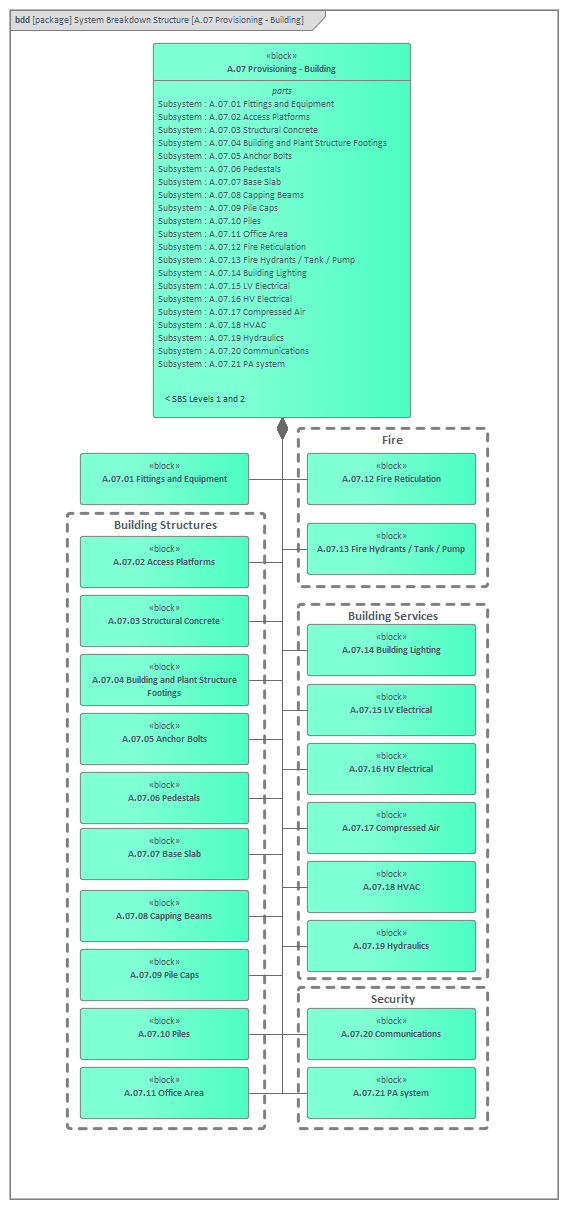 bdd [package] System Breakdown Structure [A.07 Provisioning - Building]
«block»
A.07 Provisioning - Building
parts
Subsystem : A.07.01 Fittings and Equipment
Subsystem : A.07.02 Access Platforms
Subsystem : A.07.03 Structural Concrete
Subsystem : A.07.04 Building and Plant Structure Footings
Subsystem : A.07.05 Anchor Bolts
Subsystem : A.07.06 Pedestals
Subsystem : A.07.07 Base Slab
Subsystem : A.07.08 Capping Beams
Subsystem : A.07.09 Pile Caps
Subsystem : A.07.10 Piles
Subsystem : A.07.11 Office Area
Subsystem : A.07.12 Fire Reticulation
Subsystem : A.07.13 Fire Hydrants / Tank / Pump
Subsystem : A.07.14 Building Lighting
Subsystem : A.07.15 LV Electrical
Subsystem : A.07.16 HV Electrical
Subsystem : A.07.17 Compressed Air
Subsystem : A.07.18 HVAC
Subsystem : A.07.19 Hydraulics
Subsystem : A.07.20 Communications
Subsystem : A.07.21 PA system
< SBS Levels 1 and 2
«block»
A.07.01 Fittings and Equipment
Building Structures
«block»
A.07.02 Access Platforms
«block»
A.07.03 Structural Concrete
«block»
A.07.04 Building and Plant Structure
Footings
«block»
A.07.05 Anchor Bolts
«block»
A.07.06 Pedestals
«block»
A.07.07 Base Slab
«block»
A.07.08 Capping Beams
«block»
A.07.09 Pile Caps
«block»
A.07.10 Piles
«block»
A.07.11 Office Area
Fire
«block»
A.07.12 Fire Reticulation
«block»
A.07.13 Fire Hydrants / Tank / Pump
Building Services
«block»
A.07.14 Building Lighting
«block»
A.07.15 LV Electrical
«block»
A.07.16 HV Electrical
«block»
A.07.17 Compressed Air
«block»
A.07.18 HVAC
«block»
A.07.19 Hydraulics
Security
«block»
A.07.20 Communications
«block»
A.07.21 PA system